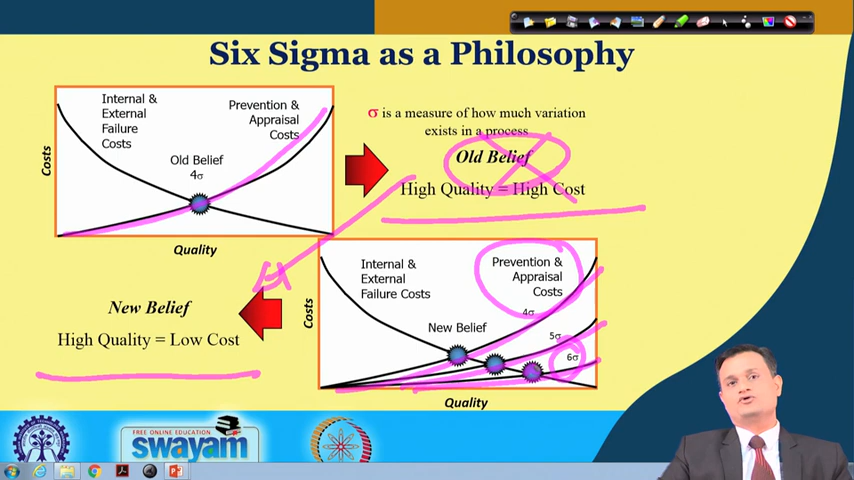 Six Sigma as a Philosophy
Internal &
External
Failure
Costs
Prevention &
Appraisal
Costs
Old Belief
4σ
Costs
Quality
σ is a measure of how much variation
exists in a process
Old Belief
High Quality = High Cost
New Belief
High Quality = Low Cost
Internal &
External
Failure Costs
Prevention &
Appraisal
Costs
4σ
New Belief
5σ
6σ
Costs
Quality
FREE ONLINE EDUCATION
swayam